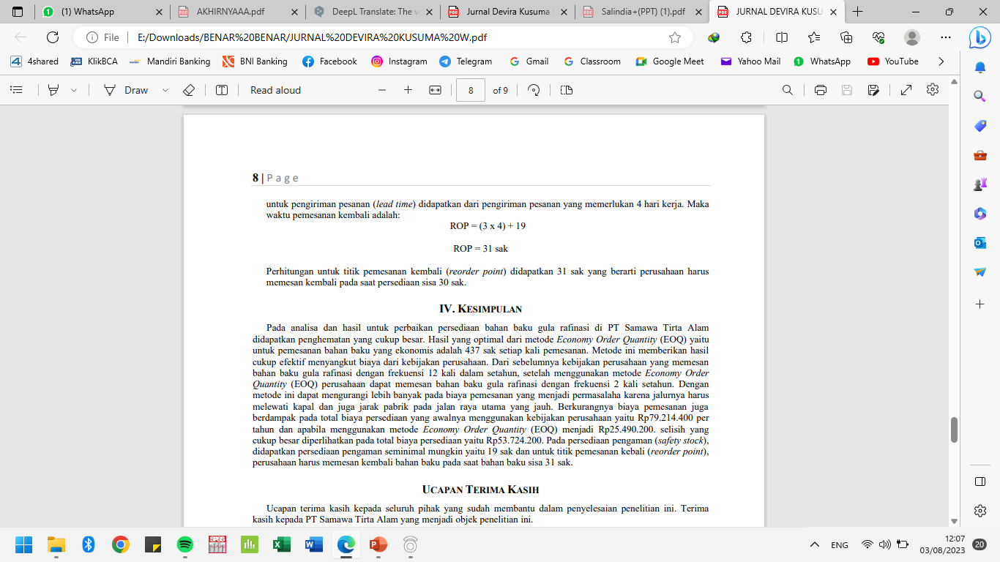 (1) WhatsApp
AKHIRNYAAA.pdf
DeepL Translate: The w
Jurnal Devira Kusuma W
Salindia+(PPT) (1).pdf
JURNAL DEVIRA KUSU
File
E:/Downloads/BENAR%20BENAR/JURNAL%20DEVIRA%20KUSUMA%20W.pdf
4shared
KlikBCA
Mandiri Banking
BNI Banking
Facebook
Instagram
Telegram
Gmail
Classroom
Google Meet
Yahoo Mail
WhatsApp
YouTube
Draw
Read aloud
8
of 9
8 | Page
untuk pengiriman pesanan (lead time) didapatkan dari pengiriman pesanan yang memerlukan 4 hari kerja. Maka
waktu pemesanan kembali adalah:
ROP = (3 x 4) + 19
ROP = 31 sak
Perhitungan untuk titik pemesanan kembali (reorder point) didapatkan 31 sak yang berarti perusahaan harus
memesan kembali pada saat persediaan sisa 30 sak.
IV. KESIMPULAN
Pada analisa dan hasil untuk perbaikan persediaan bahan baku gula rafinasi di PT Samawa Tirta Alam
didapatkan penghematan yang cukup besar. Hasil yang optimal dari metode Economy Order Quantity (EOQ) yaitu
untuk pemesanan bahan baku yang ekonomis adalah 437 sak setiap kali pemesanan. Metode ini memberikan hasil
cukup efektif menyangkut biaya dari kebijakan perusahaan. Dari sebelumnya kebijakan perusahaan yang memesan
bahan baku gula rafinasi dengan frekuensi 12 kali dalam setahun, setelah menggunakan metode Economy Order
Quantity (EOQ) perusahaan dapat memesan bahan baku gula rafinasi dengan frekuensi 2 kali setahun. Dengan
metode ini dapat mengurangi lebih banyak pada biaya pemesanan yang menjadi permasalaha karena jalurnya harus
melewati kapal dan juga jarak pabrik pada jalan raya utama yang jauh. Berkurangnya biaya pemesanan juga
berdampak pada total biaya persediaan yang awalnya menggunakan kebijakan perusahaan yaitu Rp79.214.400 per
tahun dan apabila menggunakan metode Economy Order Quantity (EOQ) menjadi Rp25.490.200. selisih yang
cukup besar diperlihatkan pada total biaya persediaan yaitu Rp53.724.200. Pada persediaan pengaman (safety stock),
didapatkan persediaan pengaman seminimal mungkin yaitu 19 sak dan untuk titik pemesanan kebali (reorder point),
perusahaan harus memesan kembali bahan baku pada saat bahan baku sisa 31 sak.
UCAPAN TERIMA KASIH
Ucapan terima kasih kepada seluruh pihak yang sudah membantu dalam penyelesaian penelitian ini. Terima
kasih kepada PT Samawa Tirta Alam yang menjadi objek penelitian ini.
ENG
12:07
03/08/2023
20